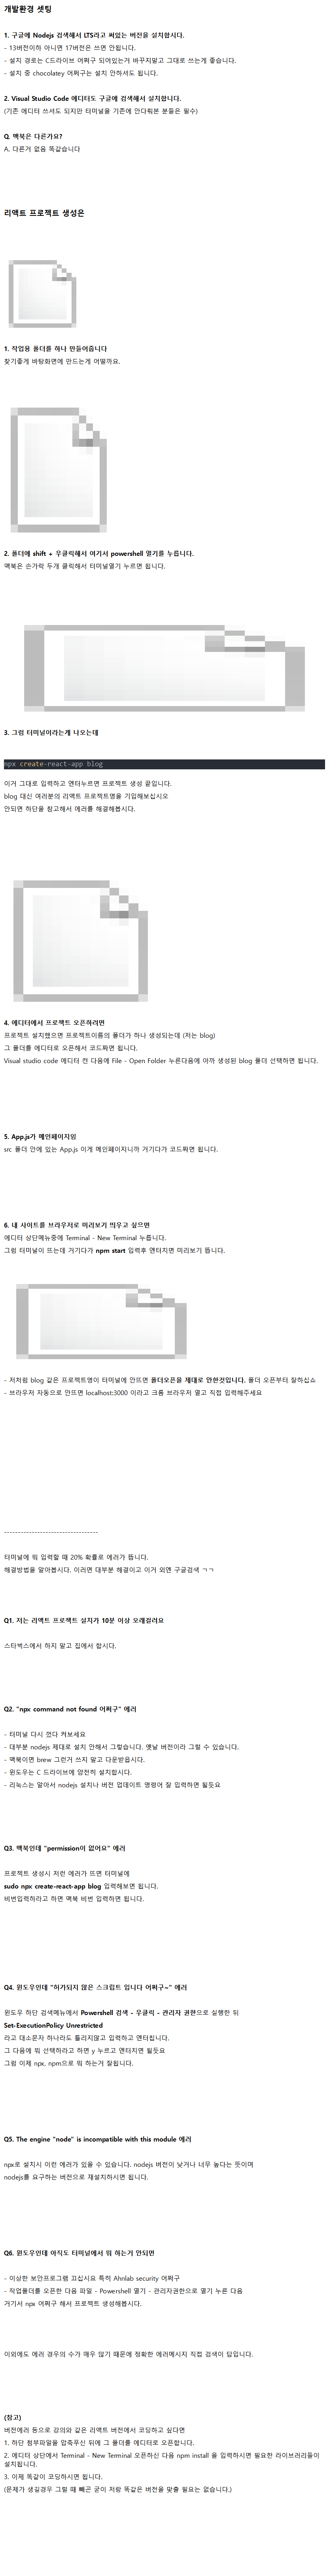 개발환경 셋팅
1. 구글에 Nodejs 검색해서 LTS라고 써있는 버전을 설치합시다.
- 13버전이하 아니면 17버전은 쓰면 안됩니다.
- 설치 경로는 C드라이브 어쩌구 되어있는거 바꾸지말고 그대로 쓰는게 좋습니다.
- 설치 중 chocolatey 어쩌구는 설치 안하셔도 됩니다.
2. Visual Studio Code 에디터도 구글에 검색해서 설치합니다.
(기존 에디터 쓰셔도 되지만 터미널을 기존에 안다뤄본 분들은 필수)
Q. 맥북은 다른가요?
A. 다른거 없음 똑같습니다
리액트 프로젝트 생성은
1. 작업용 폴더를 하나 만들어줍니다
찾기좋게 바탕화면에 만드는게 어떨까요.
2. 폴더에 shift + 우클릭해서 여기서 powershell 열기를 누릅니다.
맥북은 손가락 두개 클릭해서 터미널열기 누르면 됩니다.
3. 그럼 터미널이라는게 나오는데
npx create-react-app blog
이거 그대로 입력하고 엔터누르면 프로젝트 생성 끝입니다.
blog 대신 여러분의 리액트 프로젝트명을 기입해보십시오
안되면 하단을 참고해서 에러를 해결해봅시다.
4. 에디터에서 프로젝트 오픈하려면
프로젝트 설치했으면 프로젝트이름의 폴더가 하나 생성되는데 (저는 blog)
그 폴더를 에디터로 오픈해서 코드짜면 됩니다.
Visual studio code 에디터 켠 다음에 File - Open Folder 누른다음에 아까 생성된 blog 폴더 선택하면 됩니다.
5. App.js가 메인페이지임
src 폴더 안에 있는 App.js 이게 메인페이지니까 거기다가 코드짜면 됩니다.
6. 내 사이트를 브라우저로 미리보기 띄우고 싶으면
에디터 상단메뉴중에 Terminal - New Terminal 누릅니다.
그럼 터미널이 뜨는데 거기다가 npm start 입력후 엔터치면 미리보기 뜹니다.
- 저처럼 blog 같은 프로젝트명이 터미널에 안뜨면 폴더오픈을 제대로 안한것입니다. 폴더 오픈부터 잘하십쇼
- 브라우저 자동으로 안뜨면 localhost:3000 이라고 크롬 브라우저 열고 직접 입력해주세요
----------------------------------
터미널에 뭐 입력할 때 20% 확률로 에러가 뜹니다.
해결방법을 알아봅시다. 이러면 대부분 해결이고 이거 외엔 구글검색 ㄱㄱ
Q1. 저는 리액트 프로젝트 설치가 10분 이상 오래걸려요
스타벅스에서 하지 말고 집에서 합시다.
Q2. "npx command not found 어쩌구" 에러
- 터미널 다시 껐다 켜보세요
- 대부분 nodejs 제대로 설치 안해서 그렇습니다. 옛날 버전이라 그럴 수 있습니다.
- 맥북이면 brew 그런거 쓰지 말고 다운받읍시다.
- 윈도우는 C 드라이브에 얌전히 설치합시다.
- 리눅스는 알아서 nodejs 설치나 버전 업데이트 명령어 잘 입력하면 될듯요
Q3. 맥북인데 "permission이 없어요" 에러
프로젝트 생성시 저런 에러가 뜨면 터미널에
sudo npx create-react-app blog 입력해보면 됩니다.
비번입력하라고 하면 맥북 비번 입력하면 됩니다.
Q4. 윈도우인데 "허가되지 않은 스크립트 입니다 어쩌구~" 에러
윈도우 하단 검색메뉴에서 Powershell 검색 - 우클릭 - 관리자 권한으로 실행한 뒤
Set-ExecutionPolicy Unrestricted
라고 대소문자 하나라도 틀리지않고 입력하고 엔터칩니다.
그 다음에 뭐 선택하라고 하면 y 누르고 엔터치면 될듯요
그럼 이제 npx, npm으로 뭐 하는거 잘됩니다.
Q5. The engine "node" is incompatible with this module 에러
npx로 설치시 이런 에러가 있을 수 있습니다. nodejs 버전이 낮거나 너무 높다는 뜻이며
nodejs를 요구하는 버전으로 재설치하시면 됩니다.
Q6. 윈도우인데 아직도 터미널에서 뭐 하는거 안되면
- 이상한 보안프로그램 끄십시요 특히 Ahnlab security 어쩌구
- 작업폴더를 오픈한 다음 파일 - Powershell 열기 - 관리자권한으로 열기 누른 다음
거기서 npx 어쩌구 해서 프로젝트 생성해봅시다.
이외에도 에러 경우의 수가 매우 많기 때문에 정확한 에러메시지 직접 검색이 답입니다.
(참고)
버전에러 등으로 강의와 같은 리액트 버전에서 코딩하고 싶다면
1. 하단 첨부파일을 압축푸신 뒤에 그 폴더를 에디터로 오픈합니다.
2. 에디터 상단에서 Terminal - New Terminal 오픈하신 다음 npm install 을 입력하시면 필요한 라이브러리들이
설치됩니다.
3. 이제 똑같이 코딩하시면 됩니다.
(문제가 생길경우 그럴 때 빼곤 굳이 저랑 똑같은 버전을 맞출 필요는 없습니다.)